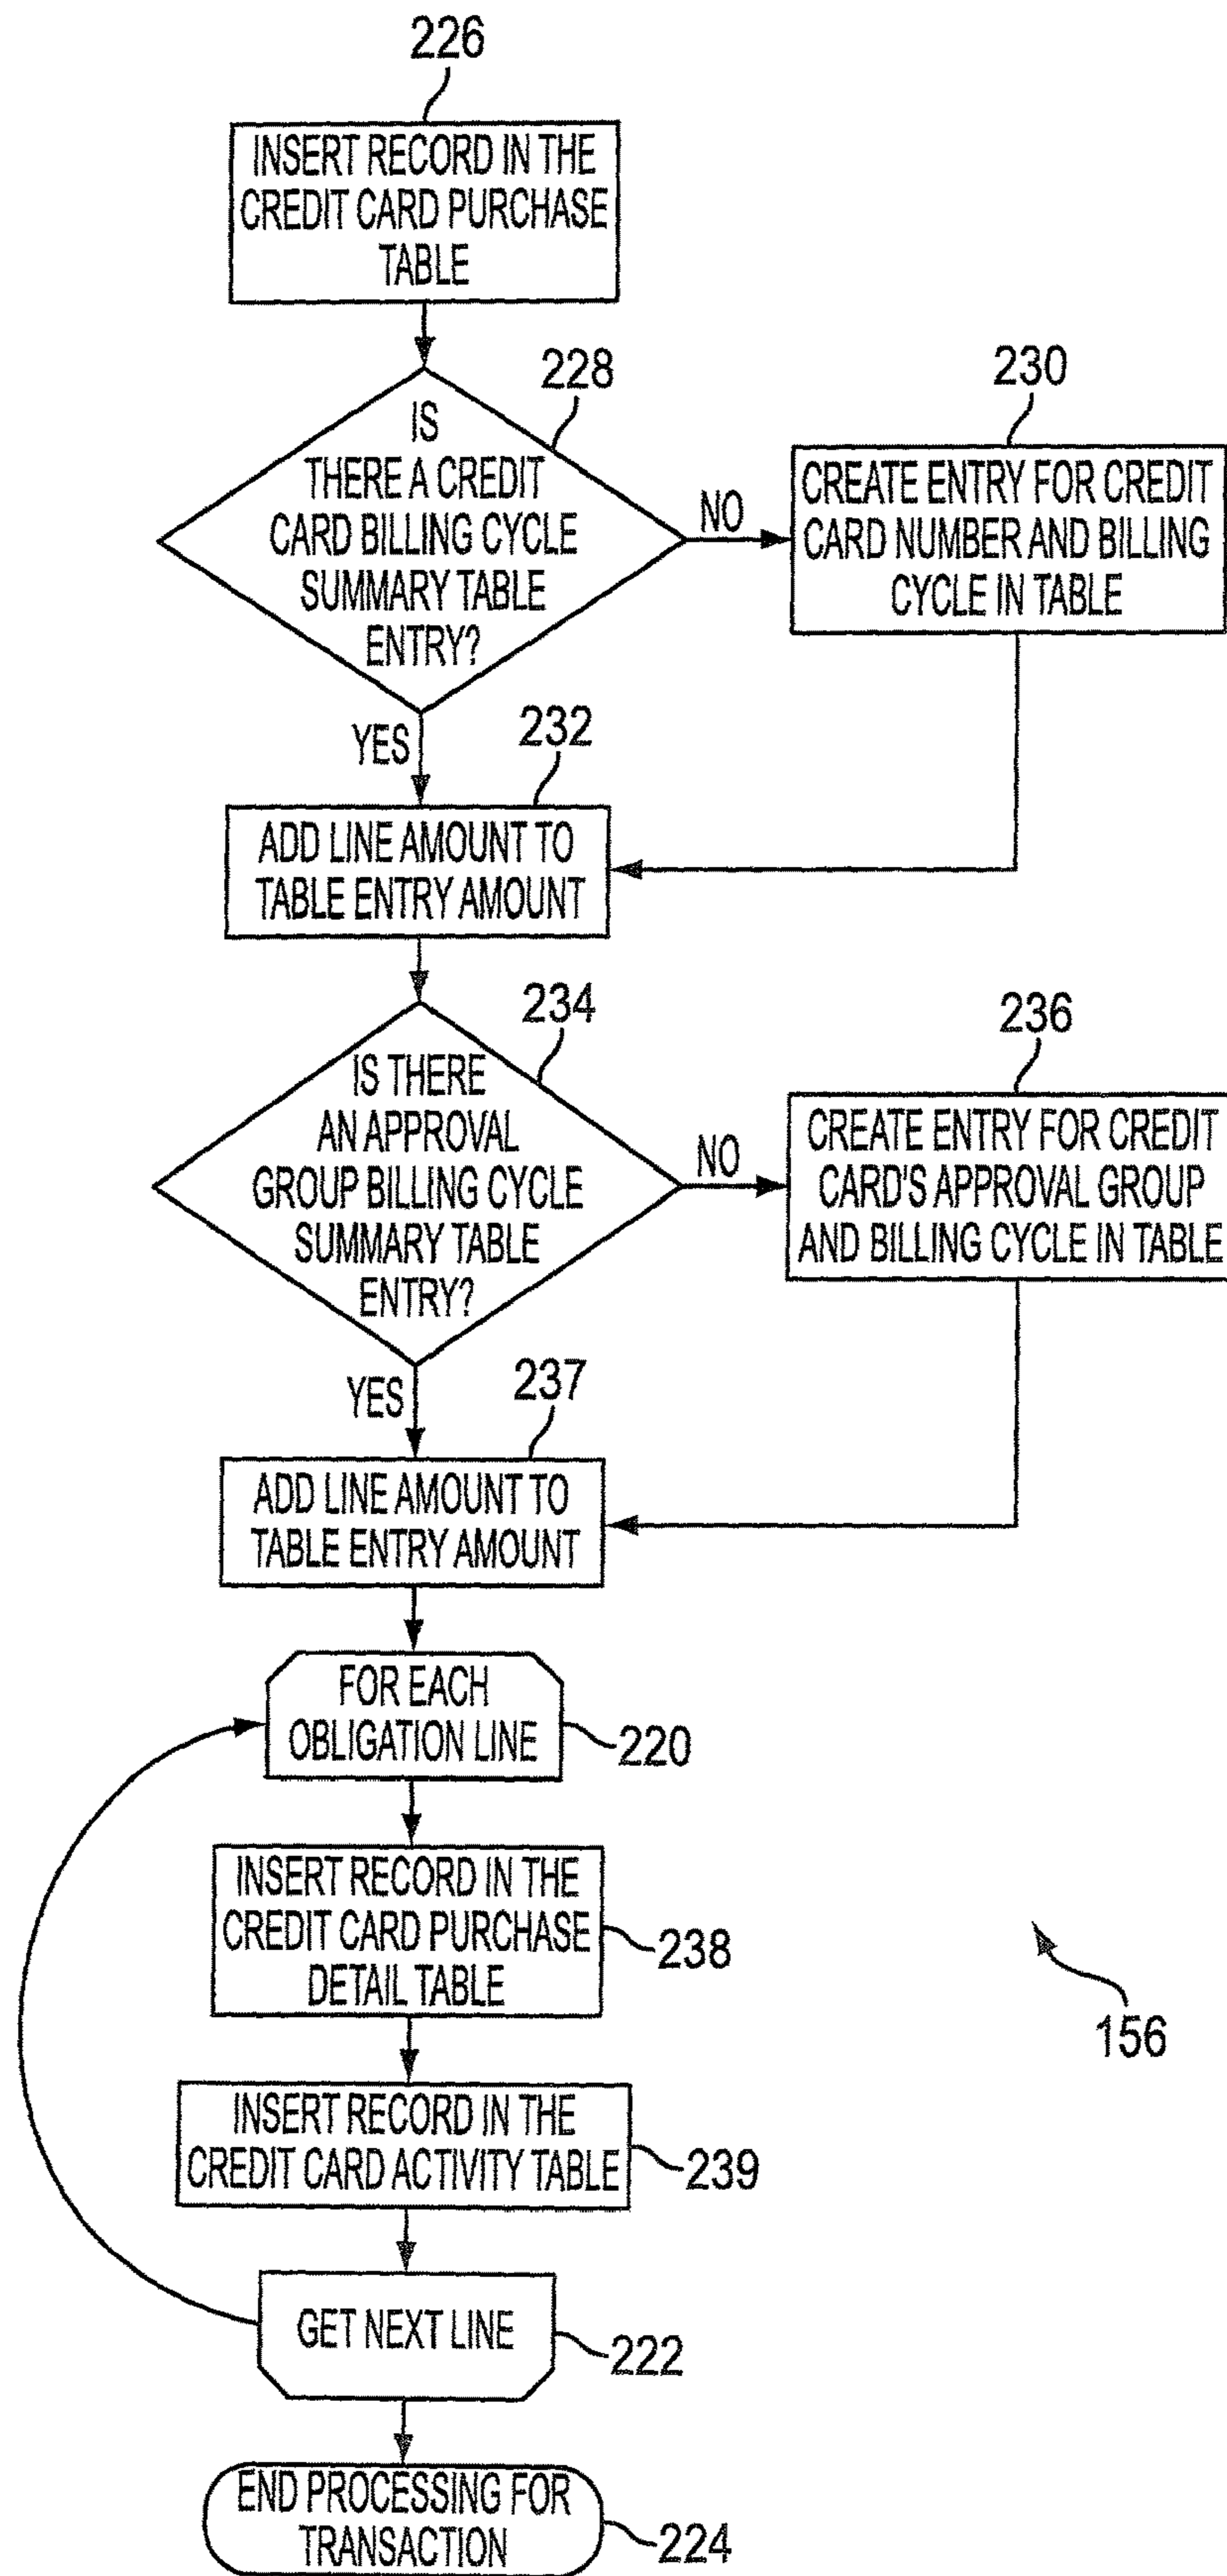 226
INSERT RECORD IN THE
CREDIT CARD PURCHASE
TABLE
228
IS
THERE A CREDIT
CARD BILLING CYCLE
SUMMARY TABLE
ENTRY?
NO
230
CREATE ENTRY FOR CREDIT
CARD NUMBER AND BILLING
CYCLE IN TABLE
YES
232
ADD LINE AMOUNT TO
TABLE ENTRY AMOUNT
234
IS THERE
AN APPROVAL
GROUP BILLING CYCLE
SUMMARY TABLE
ENTRY?
NO
236
CREATE ENTRY FOR CREDIT
CARD'S APPROVAL GROUP
AND BILLING CYCLE IN TABLE
YES
237
ADD LINE AMOUNT TO
TABLE ENTRY AMOUNT
FOR EACH
OBLIGATION LINE
220
INSERT RECORD IN THE
CREDIT CARD PURCHASE
DETAIL TABLE
238
156
INSERT RECORD IN THE
CREDIT CARD ACTIVITY TABLE
239
GET NEXT LINE
222
END PROCESSING FOR
TRANSACTION
224